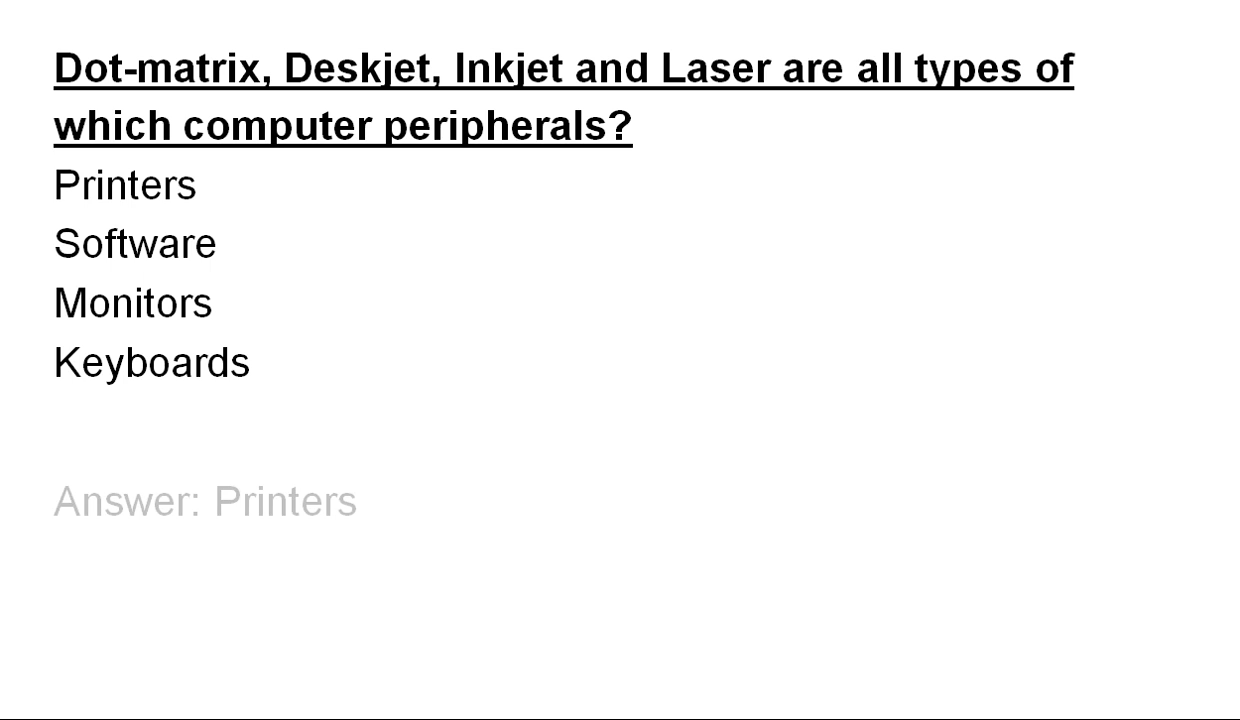 Dot-matrix, Deskjet, Inkjet and Laser are all types of
which computer peripherals?
Printers
Software
Monitors
Keyboards
Answer: Printers